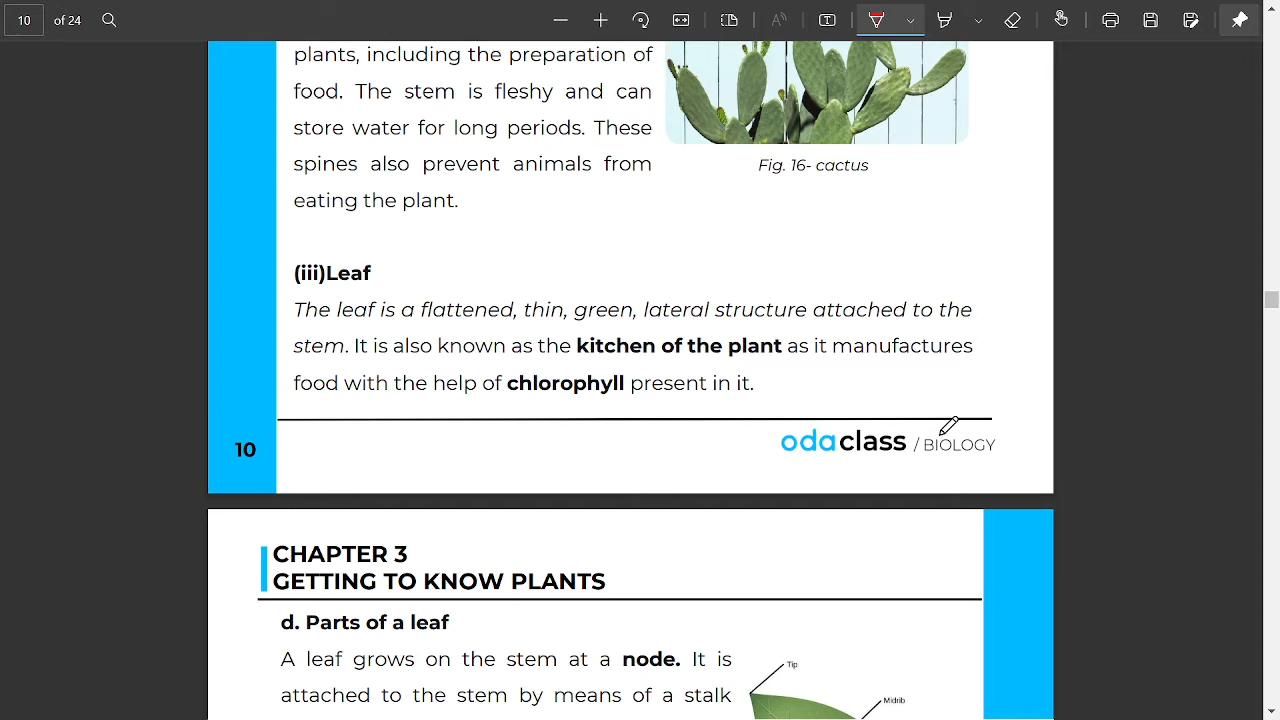 10 of 24
plants, including the preparation of
food. The stem is fleshy and can
store water for long periods. These
spines also prevent animals from
eating the plant.
Fig. 16- cactus
(iii)Leaf
The leaf is a flattened, thin, green, lateral structure attached to the
stem. It is also known as the kitchen of the plant as it manufactures
food with the help of chlorophyll present in it.
10
odaclass / BIOLOGY
CHAPTER 3
GETTING TO KNOW PLANTS
d. Parts of a leaf
A leaf grows on the stem at a node. It is
attached to the stem by means of a stalk
Tip
Midrib